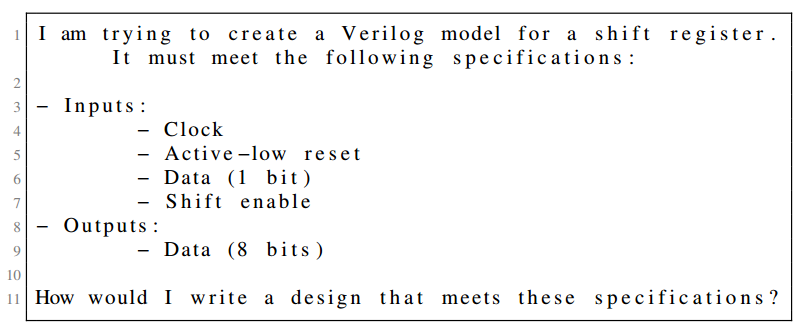 1 I am trying to create a Verilog model for a shift register.
It must meet the following specifications:
2
3 − Inputs:
4 − Clock
5 − Active−low reset
6 − Data (1 bit)
7 − Shift enable
8 − Outputs:
9 − Data (8 bits)
10
11 How would I write a design that meets these specifications?